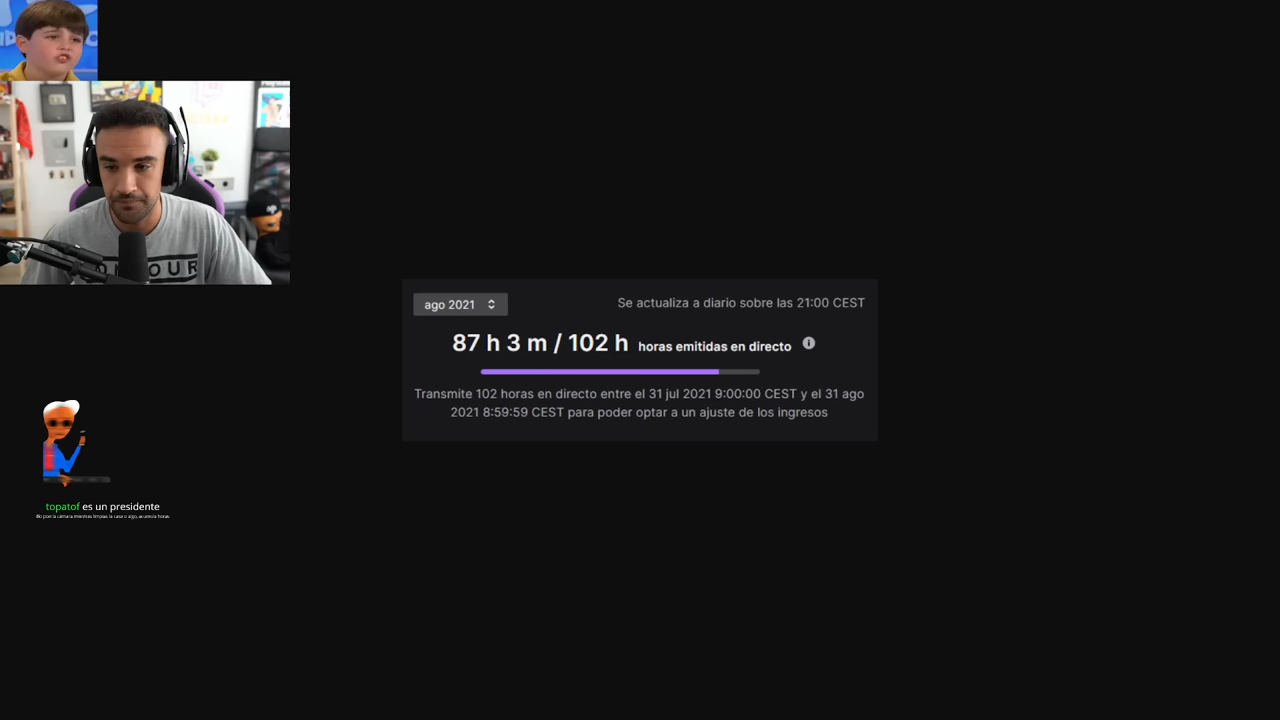 ago 2021
Se actualiza a diario sobre las 21:00 CEST
87 h 3 m / 102 h horas emitidas en directo
Transmite 102 horas en directo entre el 31 jul 2021 9:00:00 CEST y el 31 ago
2021 8:59:59 CEST para poder optar a un ajuste de los ingresos
topatof es un presidente